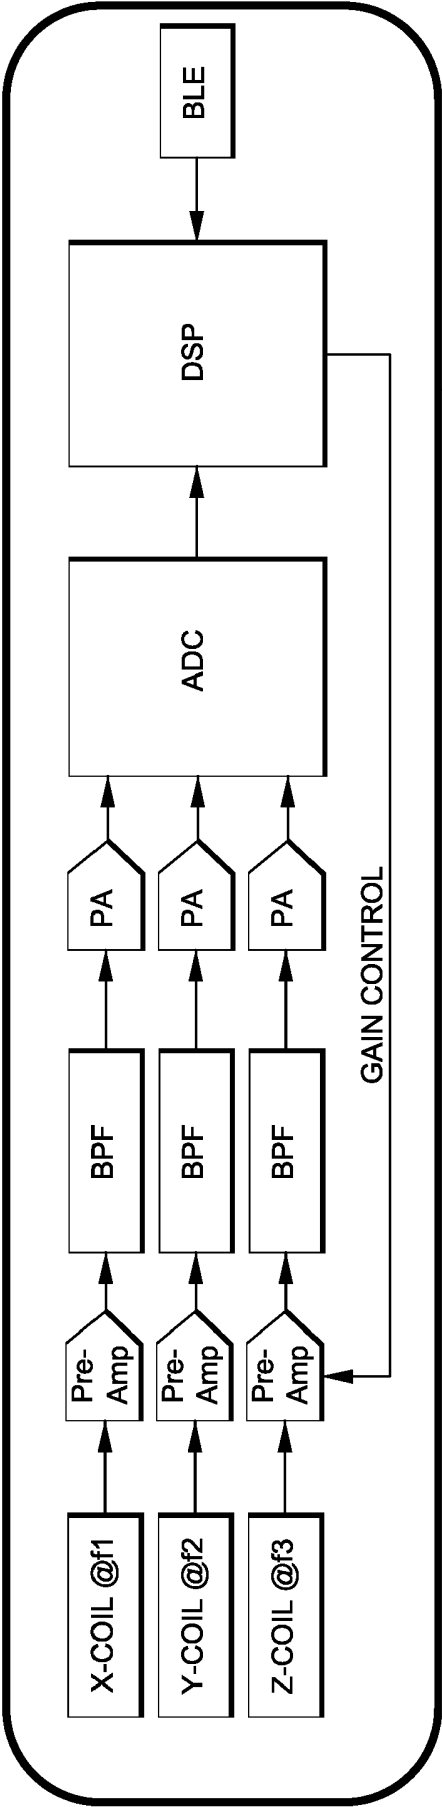 X-COIL @f1
Pre-
Amp
BPF
PA
Y-COIL @f2
Pre-
Amp
BPF
PA
Z-COIL @f3
Pre-
Amp
BPF
PA
ADC
DSP
BLE
GAIN CONTROL